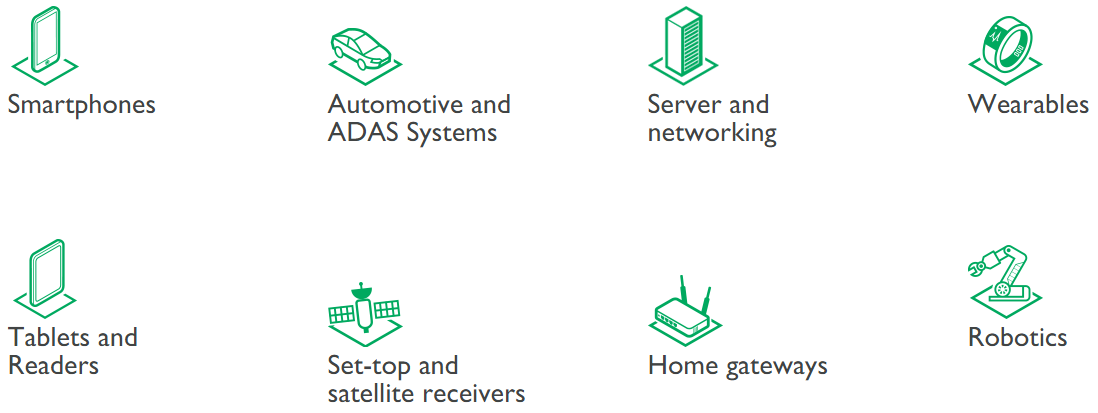 Smartphones
Automotive and
ADAS Systems
Server and
networking
Wearables
Tablets and
Readers
Set-top and
satellite receivers
Home gateways
Robotics